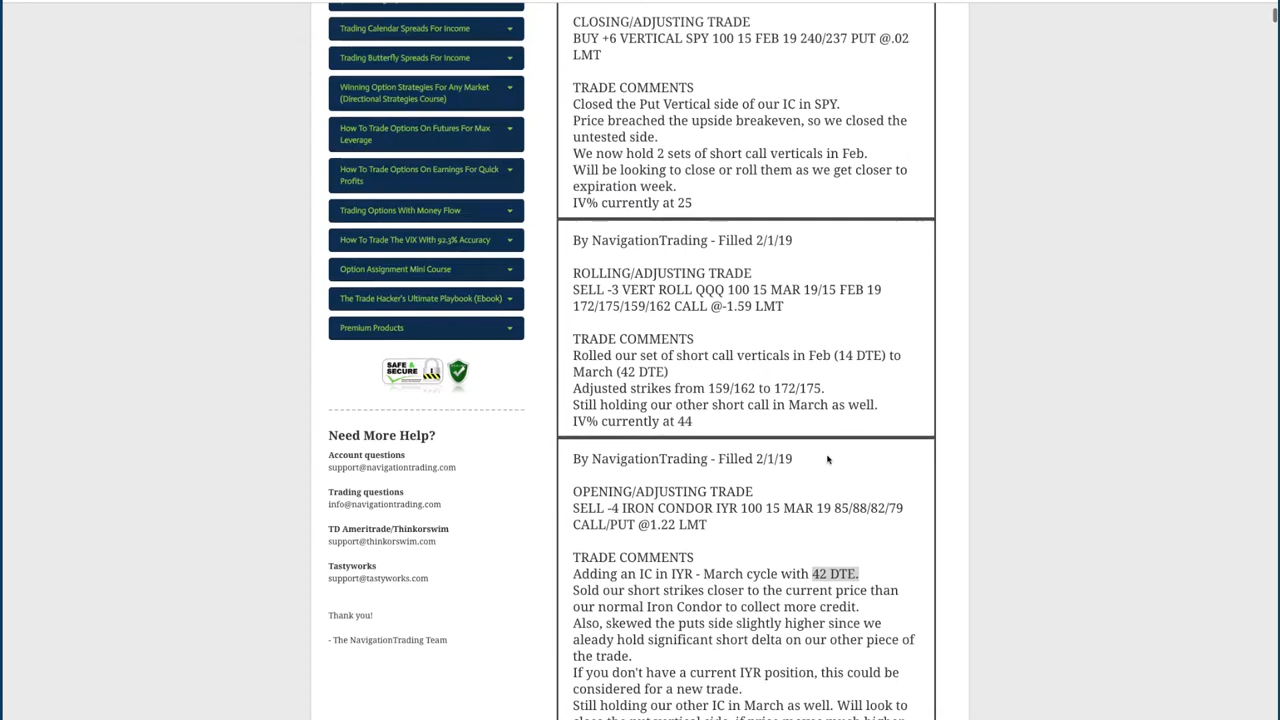 Trading Calendar Spreads For Income
Trading Butterfly Spreads For Income
Winning Option Strategies For Any Market
(Directional Strategies Course)
How To Trade Options On Futures For Max
Leverage
How To Trade Options On Earnings For Quick
Profits
Trading Options With Money Flow
How To Trade The VIX With 92.3% Accuracy
Option Assignment Mini Course
The Trade Hacker's Ultimate Playbook (Ebook)
Premium Products
SAFE &
SECURE
Need More Help?
Account questions
support@navigationtrading.com
Trading questions
info@navigationtrading.com
TD Ameritrade/Thinkorswim
support@thinkorswim.com
Tastyworks
support@tastyworks.com
Thank you!
- The NavigationTrading Team
CLOSING/ADJUSTING TRADE
BUY +6 VERTICAL SPY 100 15 FEB 19 240/237 PUT @.02
LMT
TRADE COMMENTS
Closed the Put Vertical side of our IC in SPY.
Price breached the upside breakeven, so we closed the
untested side.
We now hold 2 sets of short call verticals in Feb.
Will be looking to close or roll them as we get closer to
expiration week.
IV% currently at 25
By NavigationTrading - Filled 2/1/19
ROLLING/ADJUSTING TRADE
SELL -3 VERT ROLL QQQ 100 15 MAR 19/15 FEB 19
172/175/159/162 CALL @-1.59 LMT
TRADE COMMENTS
Rolled our set of short call verticals in Feb (14 DTE) to
March (42 DTE)
Adjusted strikes from 159/162 to 172/175.
Still holding our other short call in March as well.
IV% currently at 44
By NavigationTrading - Filled 2/1/19
OPENING/ADJUSTING TRADE
SELL -4 IRON CONDOR IYR 100 15 MAR 19 85/88/82/79
CALL/PUT @1.22 LMT
TRADE COMMENTS
Adding an IC in IYR - March cycle with 42 DTE.
Sold our short strikes closer to the current price than
our normal Iron Condor to collect more credit.
Also, skewed the puts side slightly higher since we
aleady hold significant short delta on our other piece of
the trade.
If you don't have a current IYR position, this could be
considered for a new trade.
Still holding our other IC in March as well. Will look to